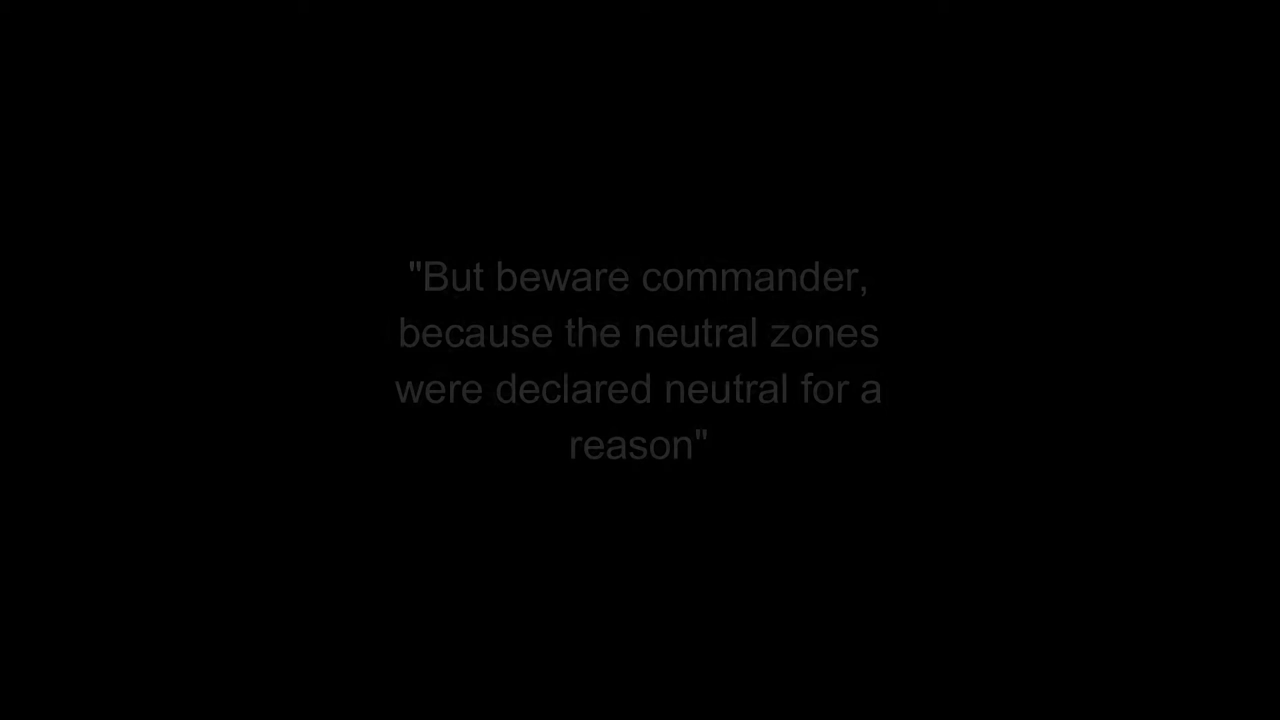 "But beware commander,
because the neutral zones
were declared neutral for a
reason"